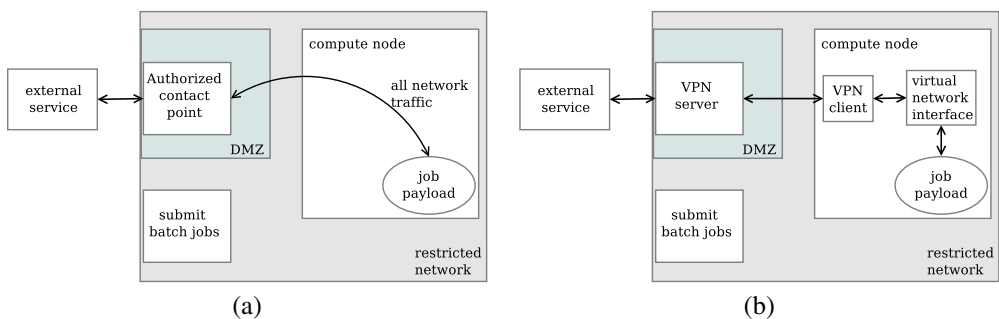 external
service
Authorized
contact
point
DMZ
compute node
all network
traffic
job
payload
submit
batch jobs
restricted
network
(a)
external
service
VPN
server
DMZ
compute node
VPN
client
virtual
network
interface
job
payload
submit
batch jobs
restricted
network
(b)